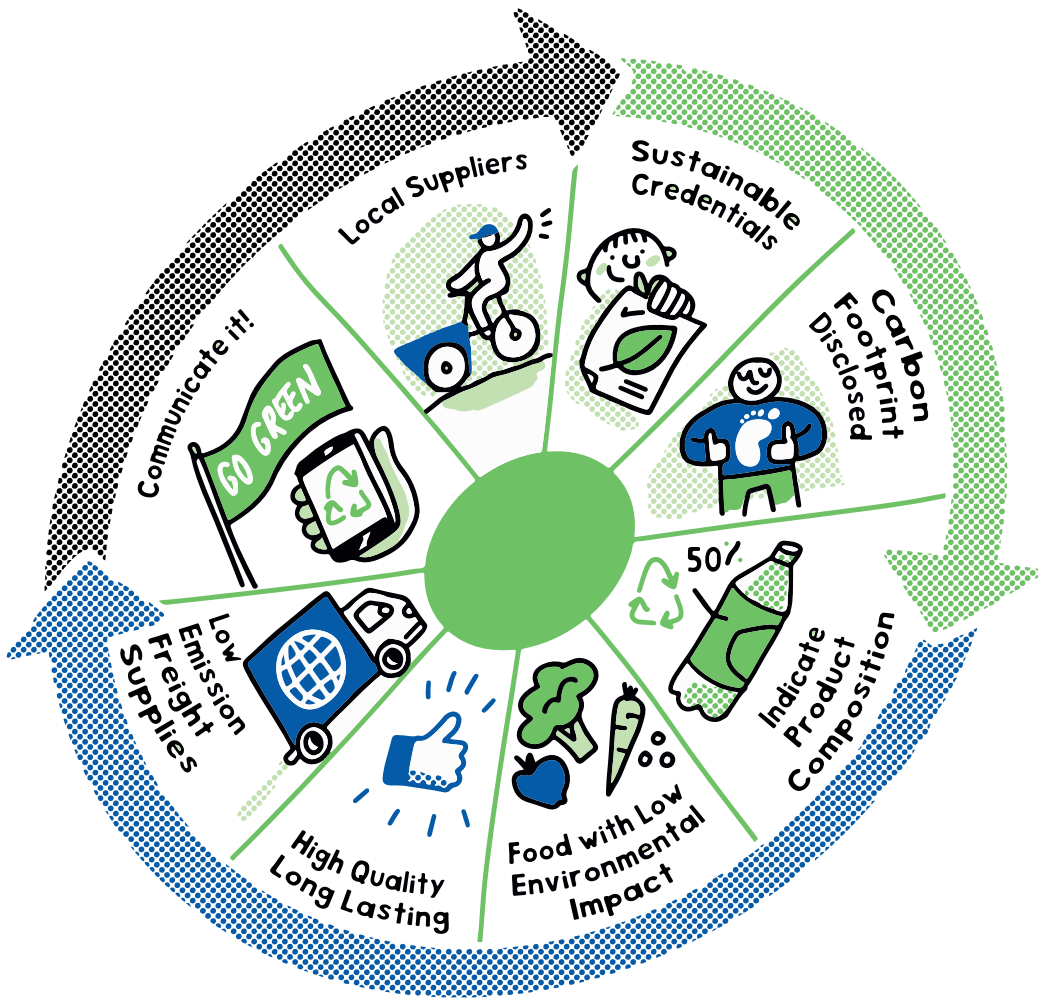 Local Suppliers
Sustainable
Credentials
Carbon
Footprint
Disclosed
50%
Indicate
Product
Composition
Food with Low
Environmental
Impact
High Quality
Long Lasting
Low
Emission
Freight
Supplies
Communicate it!
GO GREEN